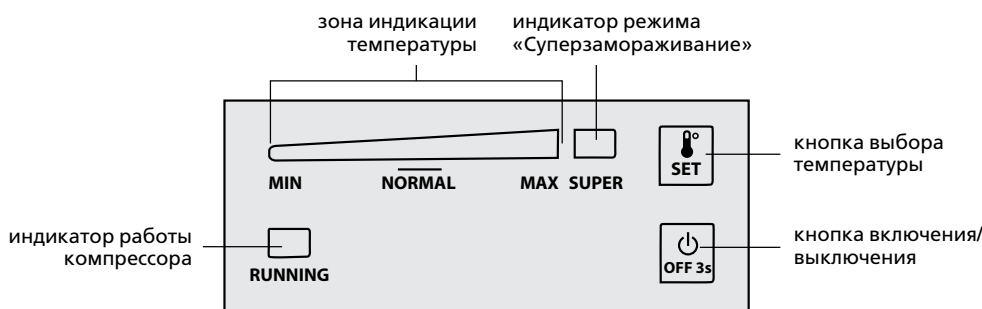 зона индикации
температуры
индикатор режима
«Суперзамораживание»
MIN
NORMAL
MAX
SUPER
SET
кнопка выбора
температуры
индикатор работы
компрессора
RUNNING
OFF 3s
кнопка включения/
выключения